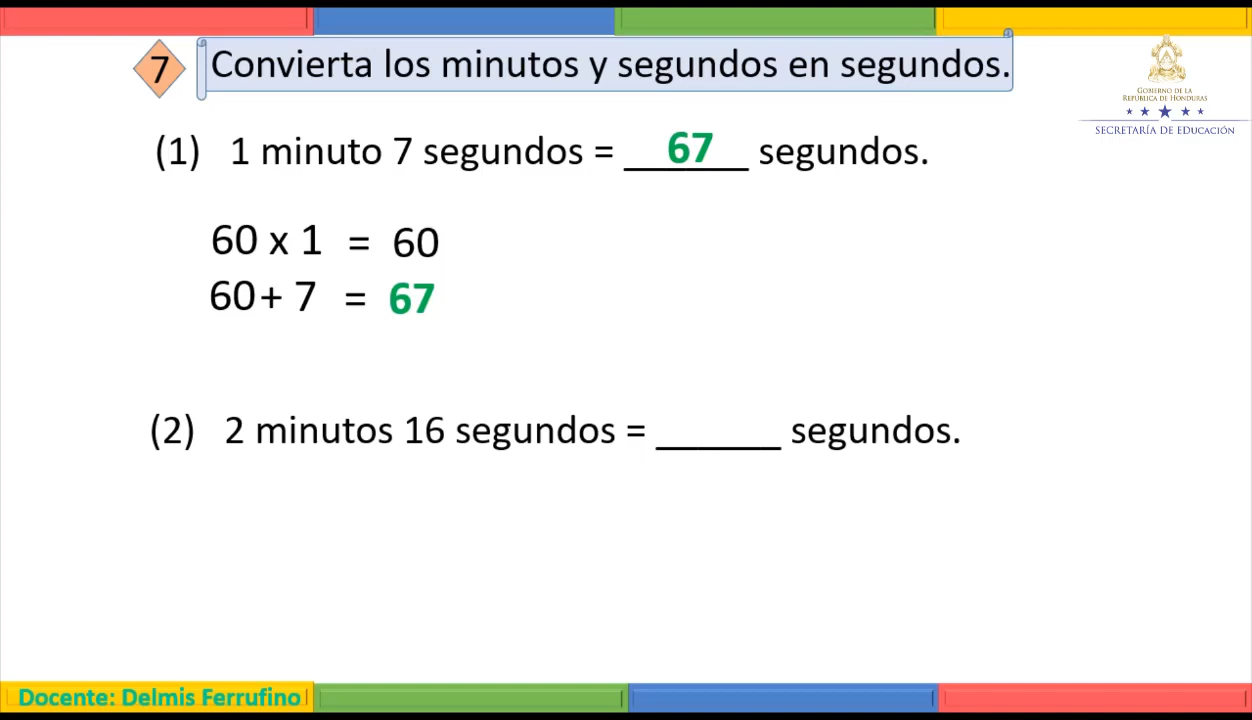 7 Convierta los minutos y segundos en segundos.
GOBIERNO DE LA
REPÚBLICA DE HONDURAS
SECRETARÍA DE EDUCACIÓN
(1) 1 minuto 7 segundos = 67 segundos.
60 x 1 = 60
60 + 7 = 67
(2) 2 minutos 16 segundos = ______ segundos.
Docente: Delmis Ferrufino